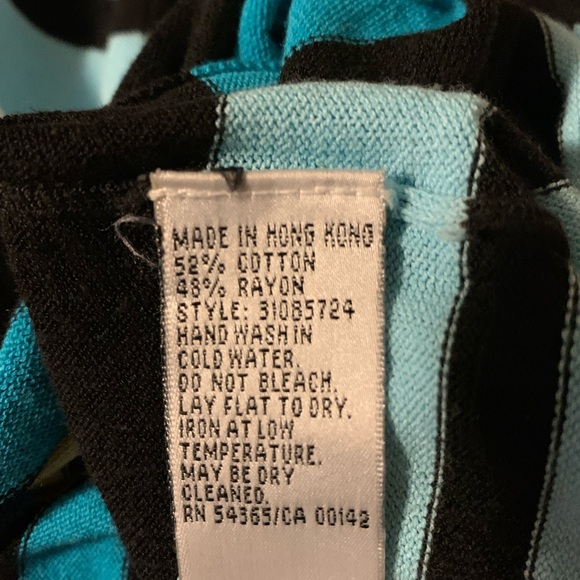 MADE IN HONG KONG
52% COTTON
48% RAYON
STYLE: 31085724
HAND WASH IN
COLD WATER.
DO NOT BLEACH.
LAY FLAT TO DRY.
IRON AT LOW
TEMPERATURE.
MAY BE DRY
CLEANED.
RN 54365/CA 00142